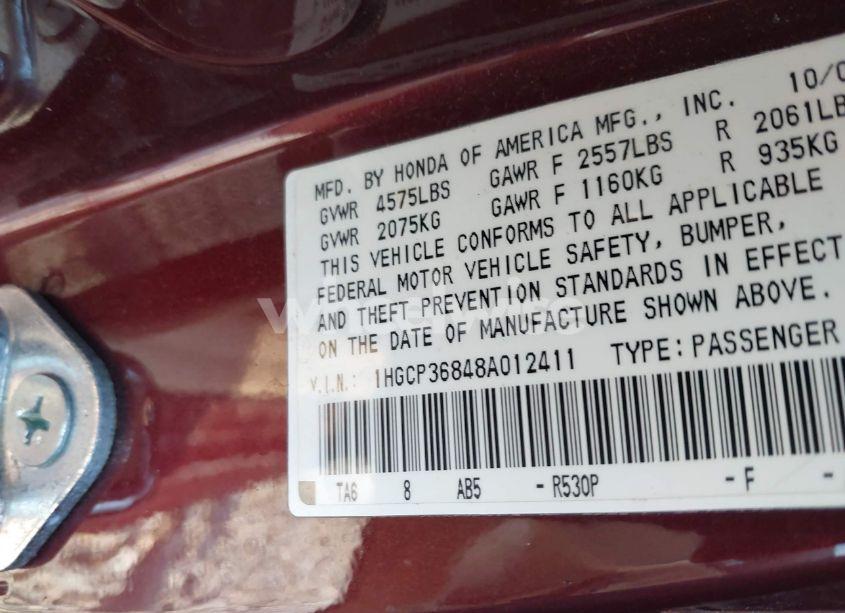 MFD. BY HONDA OF AMERICA MFG., INC. 10/0
GVWR 4575LBS GAWR F 2557LBS R 2061LB
GVWR 2075KG GAWR F 1160KG R 935KG
THIS VEHICLE CONFORMS TO ALL APPLICABLE
FEDERAL MOTOR VEHICLE SAFETY, BUMPER,
AND THEFT PREVENTION STANDARDS IN EFFECT
ON THE DATE OF MANUFACTURE SHOWN ABOVE.
V.I.N.: 1HGCP36848A012411 TYPE: PASSENGER
TA6 8 AB5 - R530P - F -